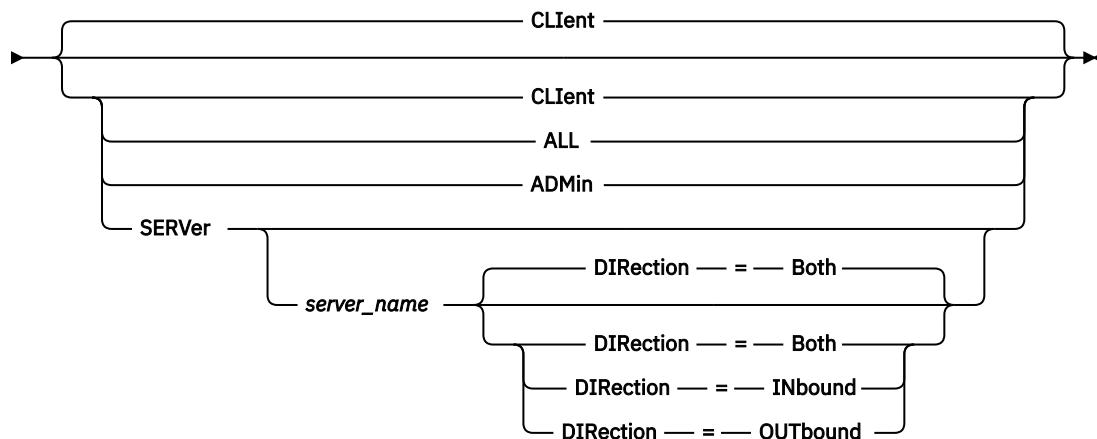 CLIent
CLIent
ALL
ADMin
SERVer
DIRection = Both
server_name
DIRection = Both
DIRection = INbound
DIRection = OUTbound